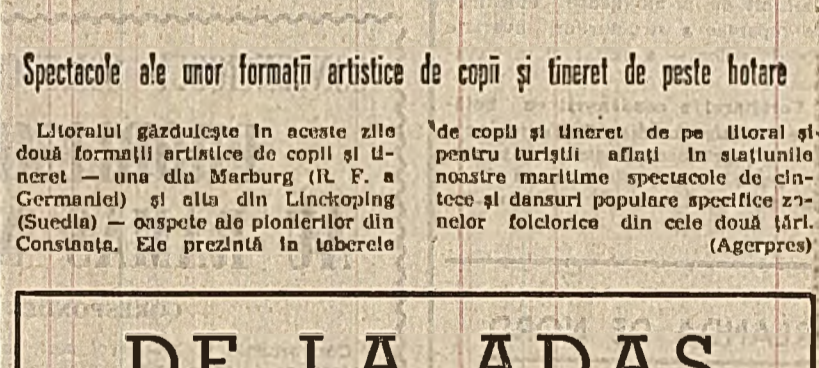 Spectacole ale unor formații artistice de copii și tineret de peste hotare
Litoralul găzduiește în aceste zile
două formații artistice de copii și ti-
neret — una din Marburg (R. F. a
Germaniei) și alta din Linckoping
(Suedia) — oaspete ale pionierilor din
Constanța. Ele prezintă în taberele
de copii și tineret de pe litoral și
pentru turiștii aflați în stațiunile
noastre maritime spectacole de cîn-
tece și dansuri populare specifice zo-
nelor folclorice din cele două țări.
(Agerpres)
DE LA ADAS